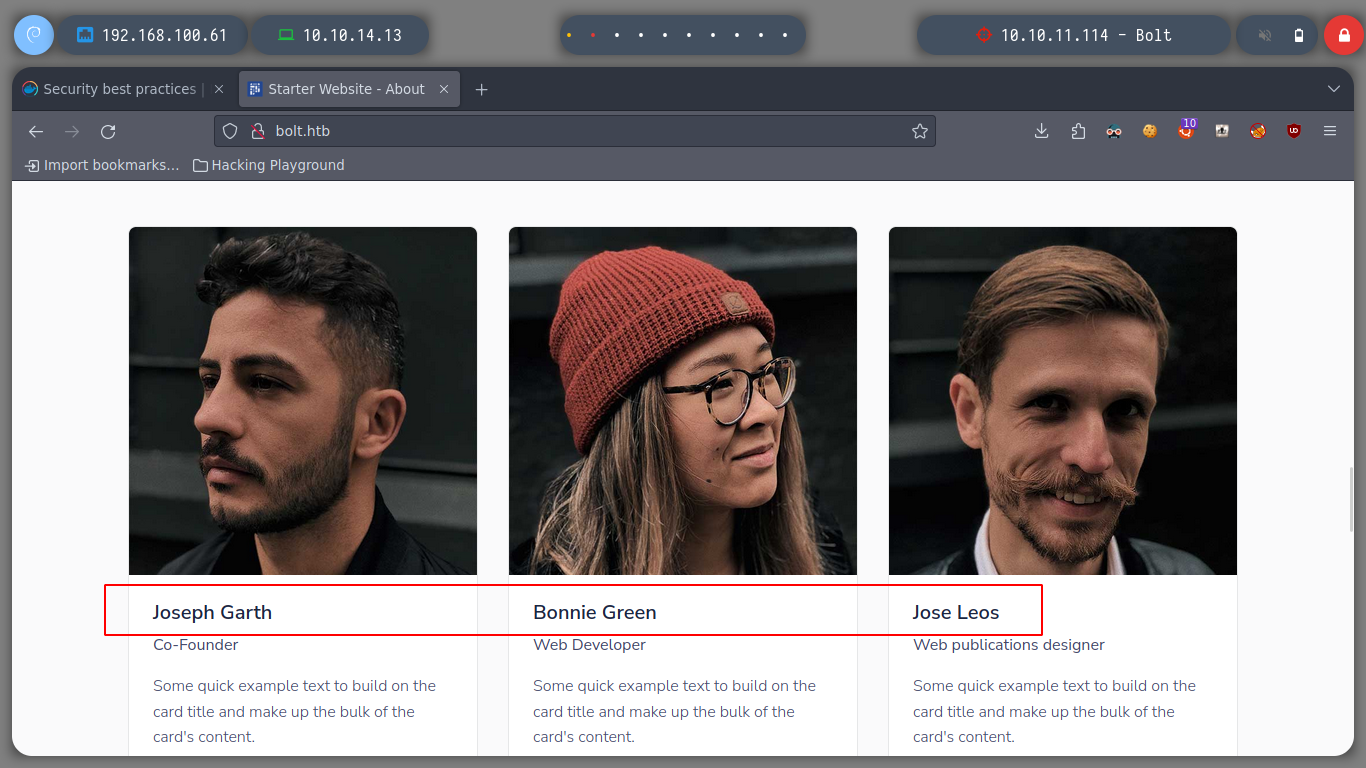 192.168.100.61 10.10.14.13 10.10.11.114 - Bolt
Security best practices | Starter Website - About
bolt.htb 10
Import bookmarks... Hacking Playground
Joseph Garth
Co-Founder
Some quick example text to build on the
card title and make up the bulk of the
card's content.
Bonnie Green
Web Developer
Some quick example text to build on the
card title and make up the bulk of the
card's content.
Jose Leos
Web publications designer
Some quick example text to build on the
card title and make up the bulk of the
card's content.